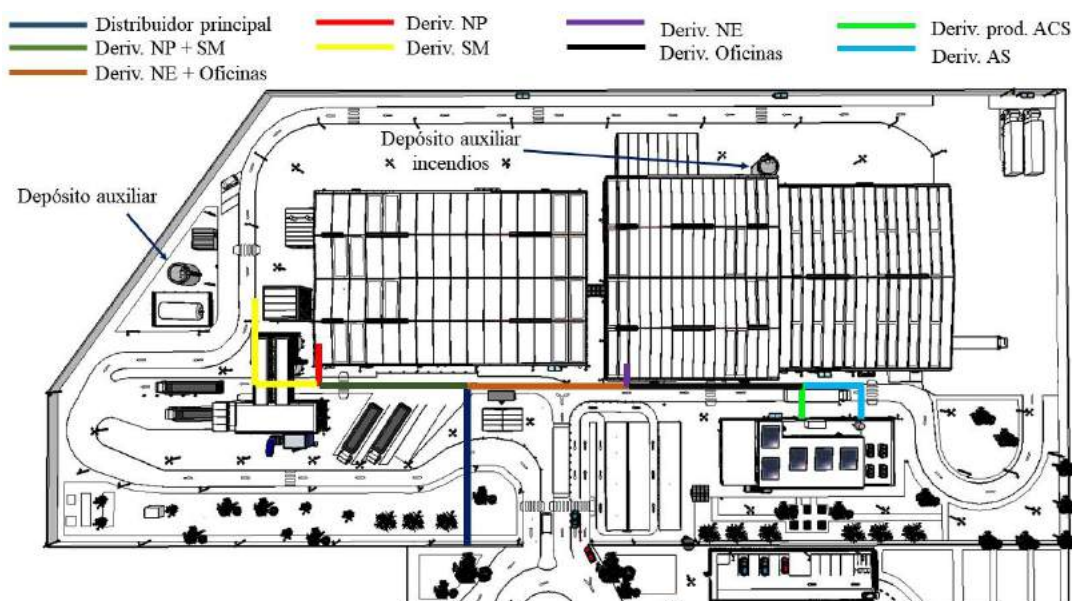 Distribuidor principal
Deriv. NP
Deriv. NE
Deriv. prod. ACS
Deriv. NP + SM
Deriv. SM
Deriv. Oficinas
Deriv. AS
Deriv. NE + Oficinas
Depósito auxiliar
incendios
Depósito auxiliar